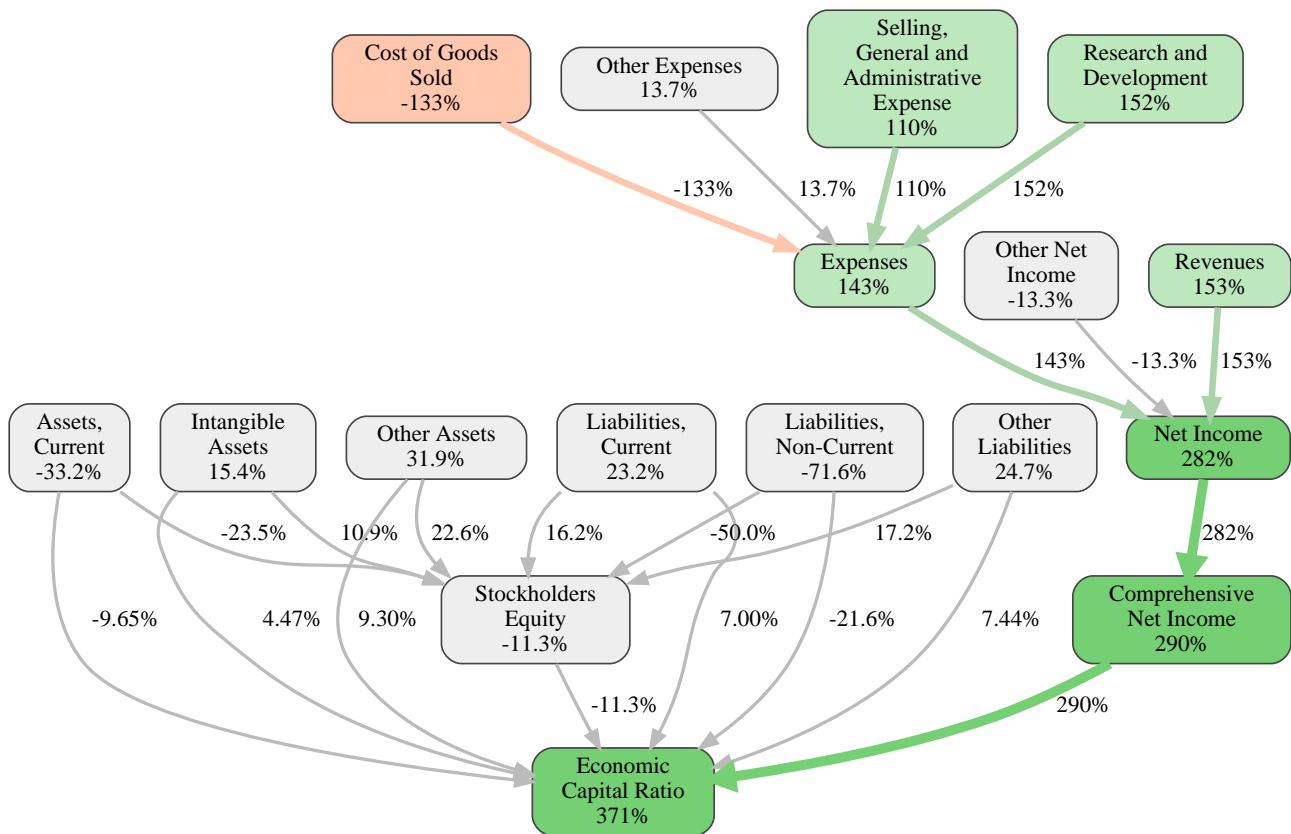 Cost of Goods
Sold
-133%
Other Expenses
13.7%
Selling,
General and
Administrative
Expense
110%
Research and
Development
152%
-133%
13.7%
110%
152%
Expenses
143%
Other Net
Income
-13.3%
Revenues
153%
143%
-13.3%
153%
Assets,
Current
-33.2%
Intangible
Assets
15.4%
Other Assets
31.9%
Liabilities,
Current
23.2%
Liabilities,
Non-Current
-71.6%
Other
Liabilities
24.7%
Net Income
282%
-23.5%
10.9%
22.6%
16.2%
-50.0%
17.2%
282%
Stockholders
Equity
-11.3%
Comprehensive
Net Income
290%
-9.65%
4.47%
9.30%
7.00%
-21.6%
7.44%
-11.3%
290%
Economic
Capital Ratio
371%